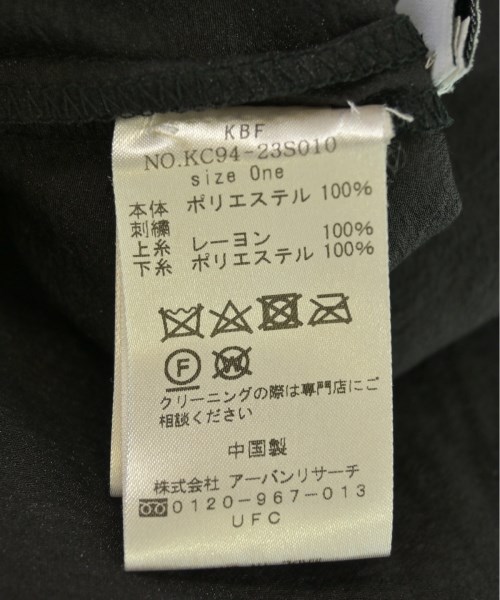 KBF
NO.KC94-23S010
size One
本体 ポリエステル 100%
刺繍
上糸 レーヨン 100%
下糸 ポリエステル 100%
F W
クリーニングの際は専門店にご
相談ください
中国製
株式会社 アーバンリサーチ
0120-967-013
UFC